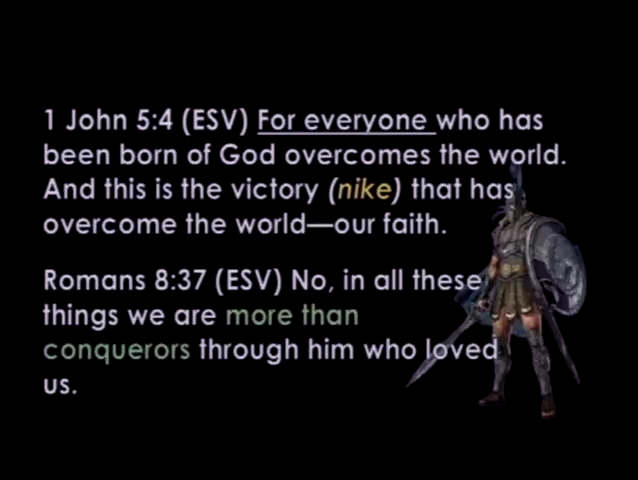 1 John 5:4 (ESV) For everyone who has
been born of God overcomes the world.
And this is the victory (nike) that has
overcome the world—our faith.
Romans 8:37 (ESV) No, in all these
things we are more than
conquerors through him who loved
us.